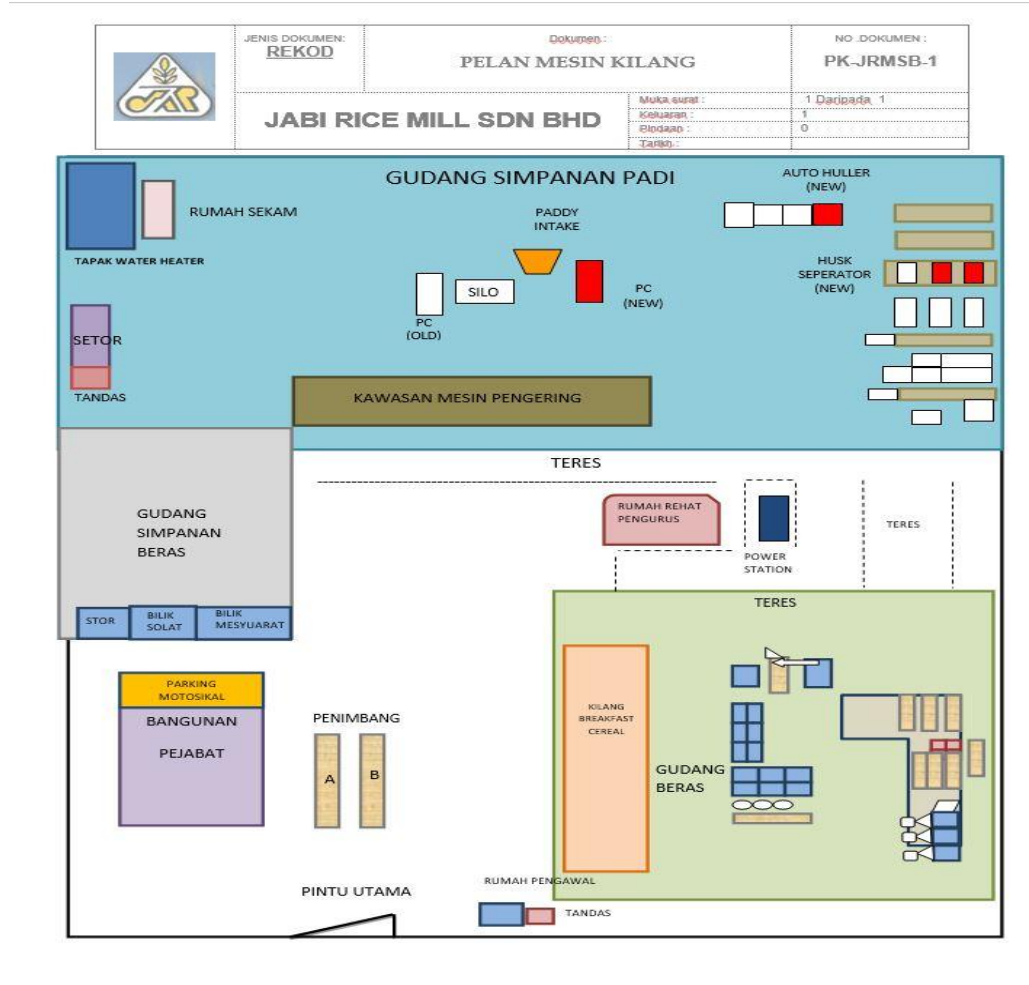 JENIS DOKUMEN:
REKOD
Dokumen :
PELAN MESIN KILANG
NO .DOKUMEN :
PK-JRMSB-1
JABI RICE MILL SDN BHD
Muka surat :
1 Daripada 1
Keluaran :
1
Pindaan :
0
Tarikh :
GUDANG SIMPANAN PADI
AUTO HULLER
(NEW)
RUMAH SEKAM
PADDY
INTAKE
TAPAK WATER HEATER
HUSK
SEPERATOR
(NEW)
SILO
PC
(NEW)
PC
(OLD)
SETOR
TANDAS
KAWASAN MESIN PENGERING
TERES
GUDANG
SIMPANAN
BERAS
RUMAH REHAT
PENGURUS
POWER
STATION
TERES
TERES
STOR
BILIK
SOLAT
BILIK
MESYUARAT
PARKING
MOTOSIKAL
BANGUNAN
PEJABAT
PENIMBANG
A
B
KILANG
BREAKFAST
CEREAL
GUDANG
BERAS
PINTU UTAMA
RUMAH PENGAWAL
TANDAS